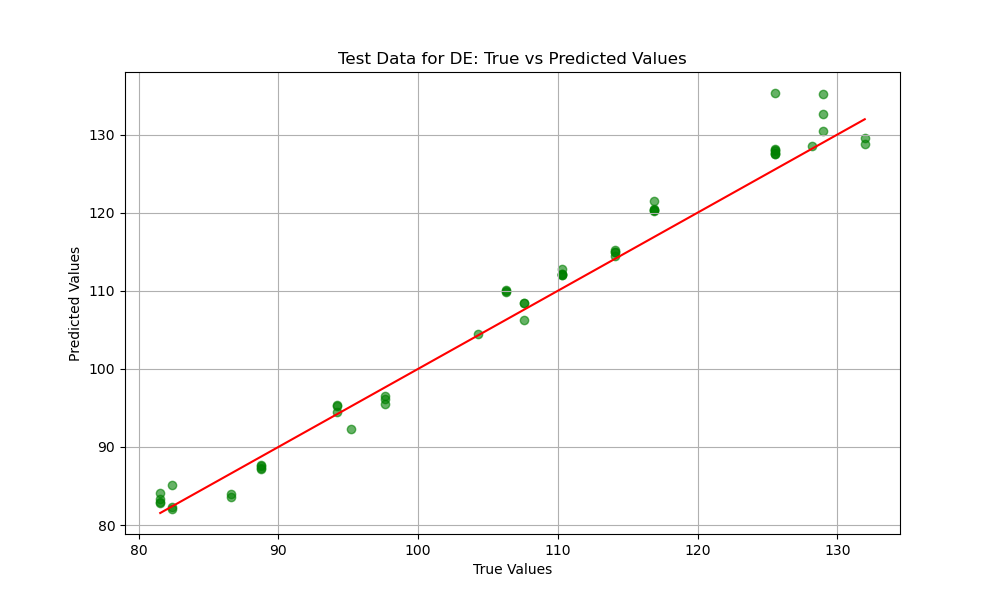 Test Data for DE: True vs Predicted Values
Predicted Values
130
120
110
100
90
80
80 90 100 110 120 130
True Values